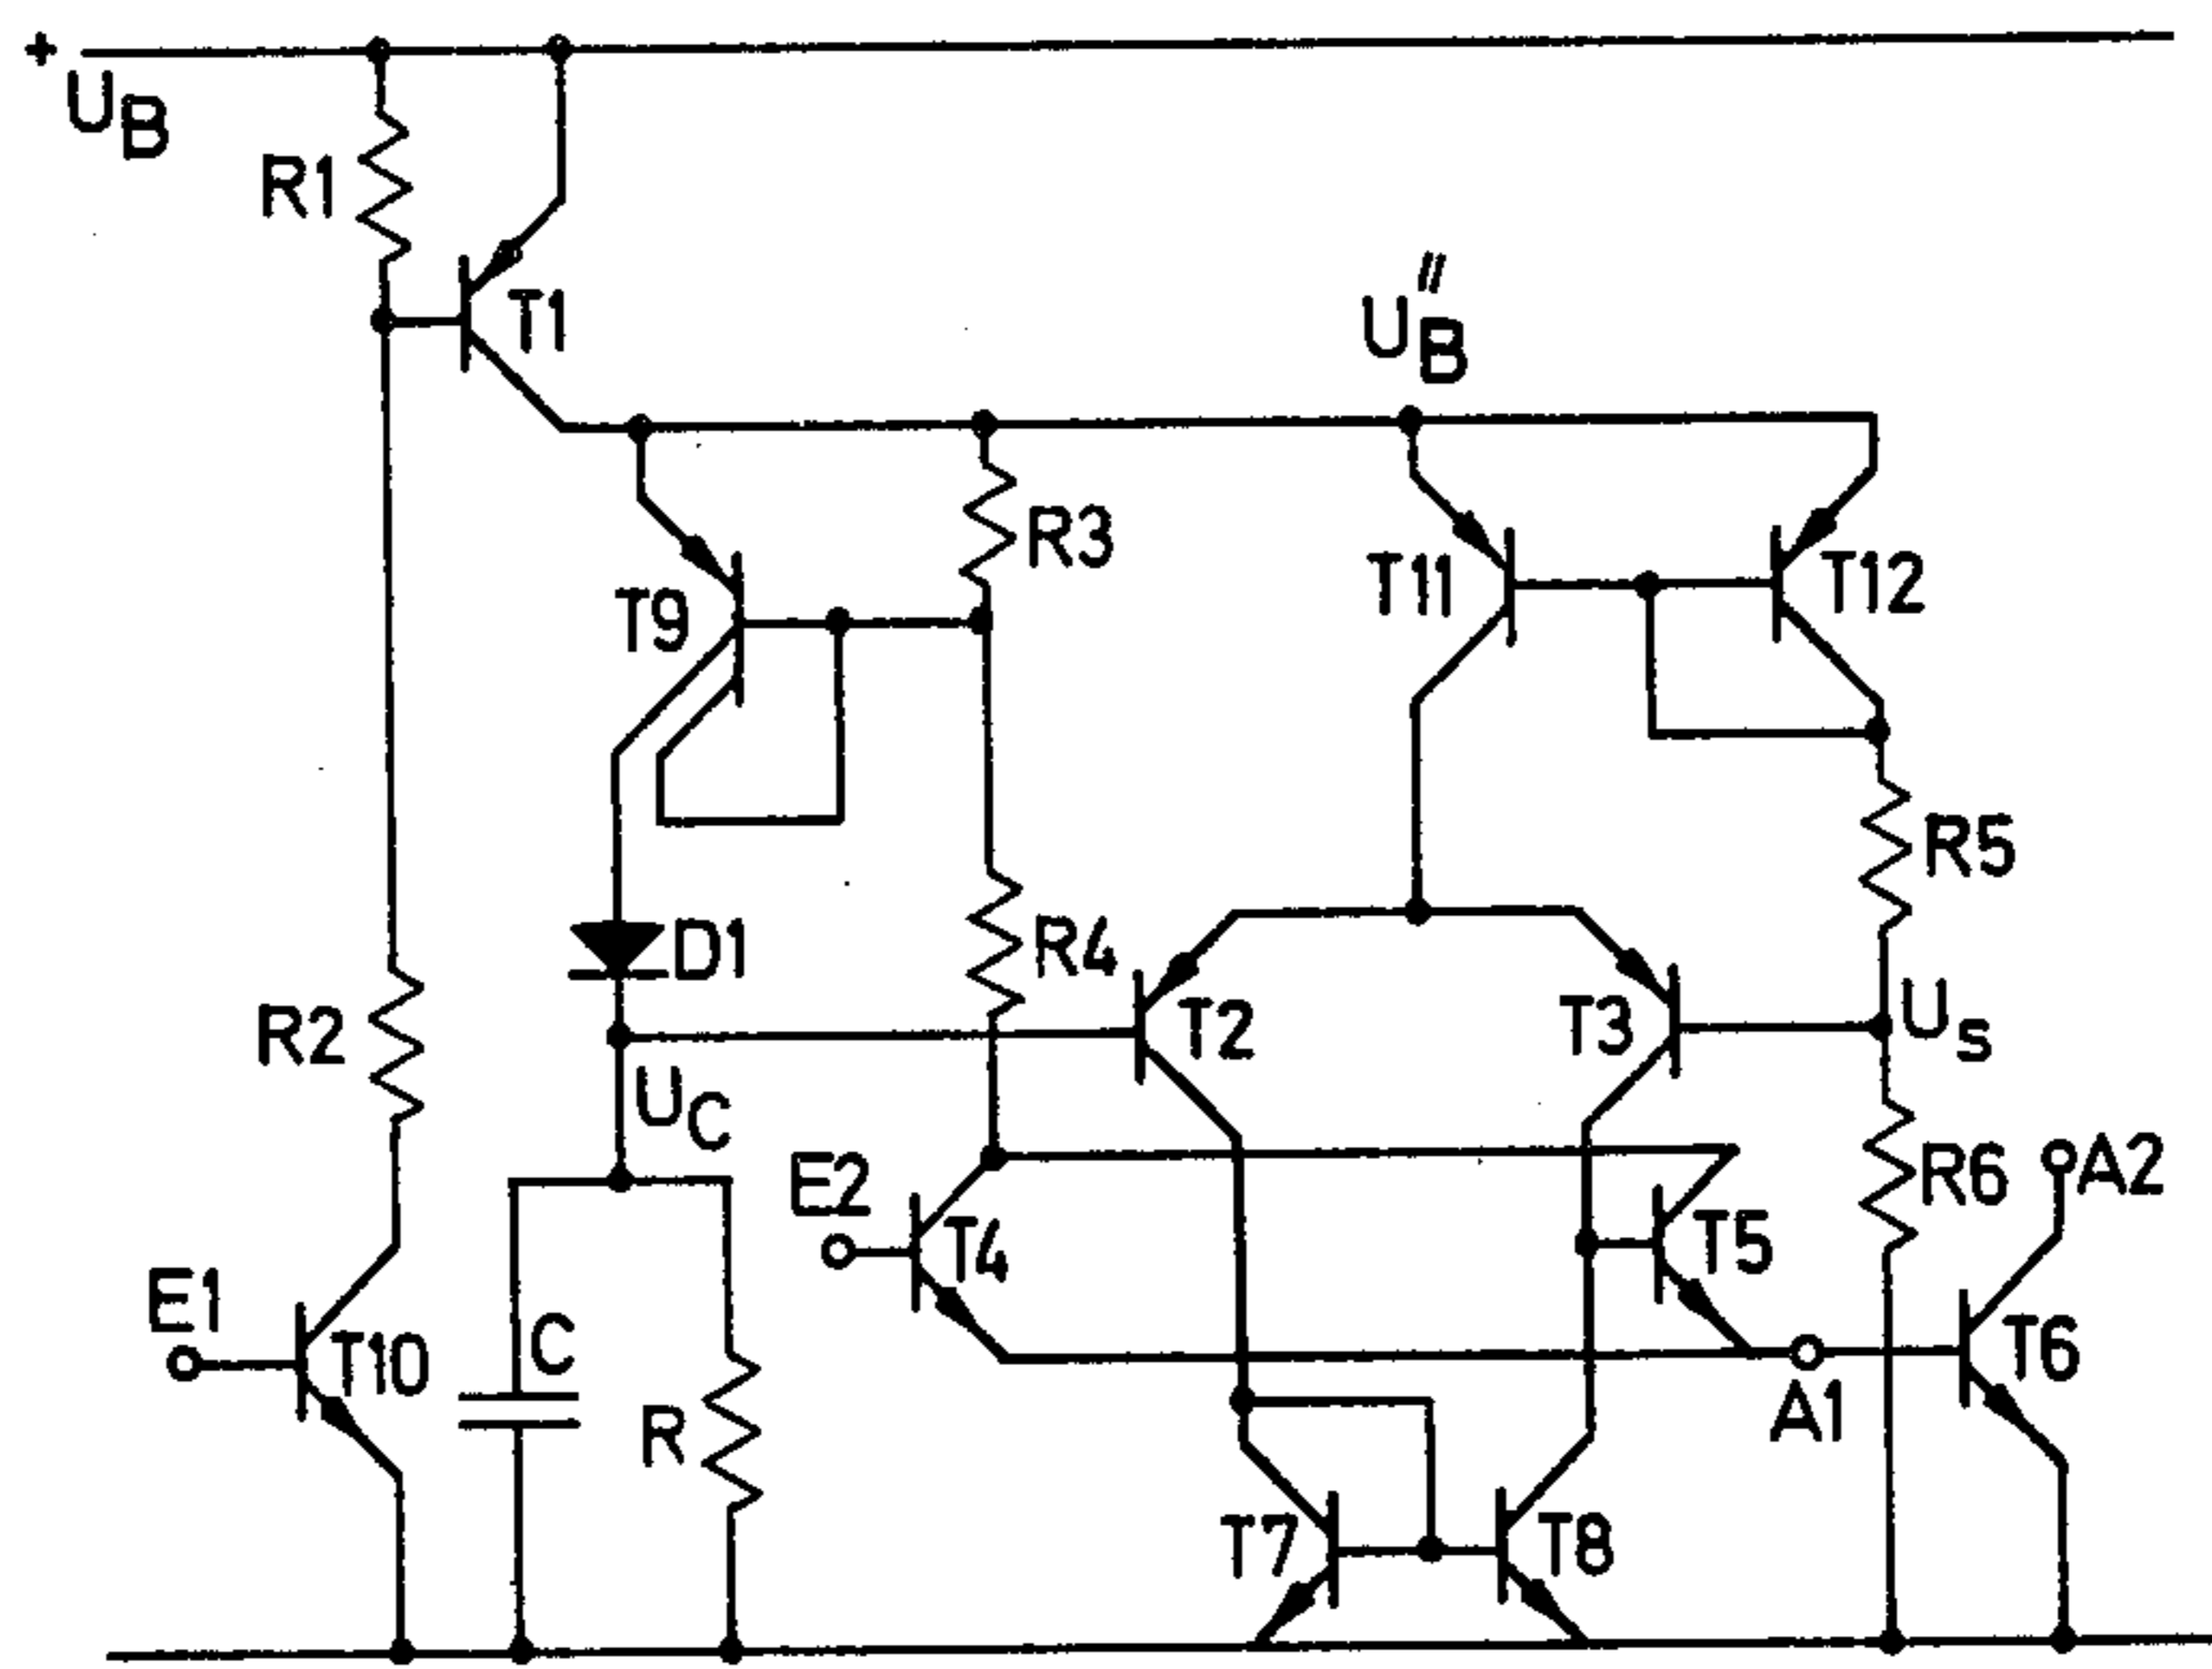 +
UB
R1
T1
U"B
T9
R3
T11
T12
R5
D1
R4
R2
T2
T3
Us
UC
E2
T4
T5
R6
A2
E1
T10
C
R
A1
T6
T7
T8